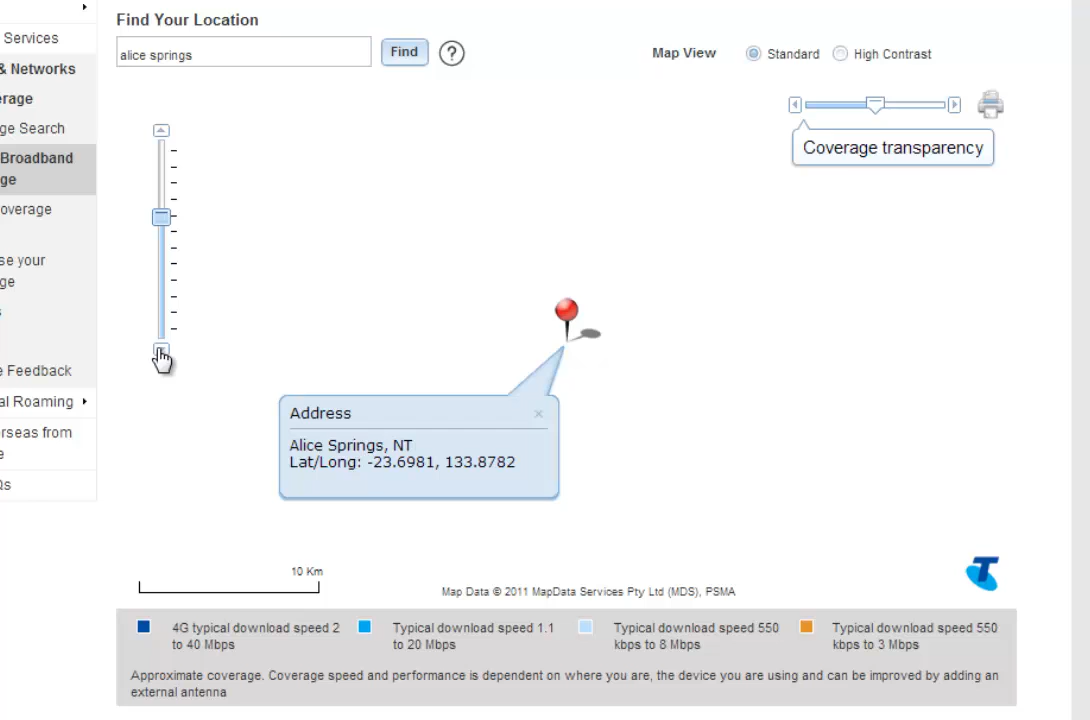 Services
& Networks
erage
ge Search
Broadband
ge
overage
se your
ge
s
e Feedback
al Roaming
erseas from
e
Qs
Find Your Location
alice springs
Find
?
Map View
Standard
High Contrast
Coverage transparency
Address
×
Alice Springs, NT
Lat/Long: -23.6981, 133.8782
10 Km
Map Data © 2011 MapData Services Pty Ltd (MDS), PSMA
T
4G typical download speed 2
to 40 Mbps
Typical download speed 1.1
to 20 Mbps
Typical download speed 550
kbps to 8 Mbps
Typical download speed 550
kbps to 3 Mbps
Approximate coverage. Coverage speed and performance is dependent on where you are, the device you are using and can be improved by adding an
external antenna